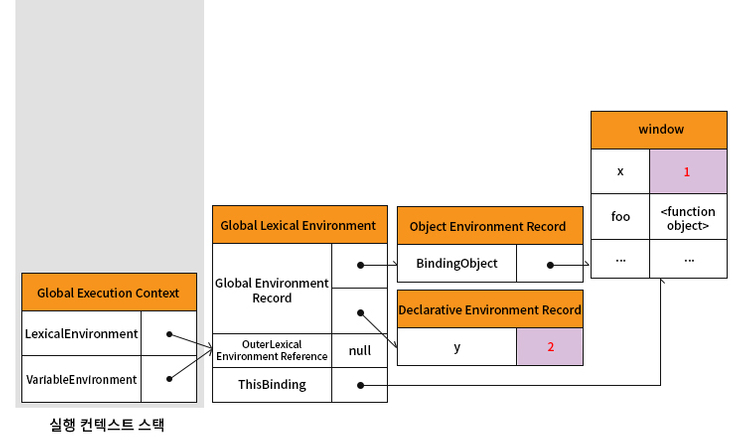 window
x
1
foo
<function
object>
...
...
Global Lexical Environment
Global Environment
Record
OuterLexical
Environment Reference
null
ThisBinding
Object Environment Record
BindingObject
Declarative Environment Record
y
2
Global Execution Context
LexicalEnvironment
VariableEnvironment
실행 컨텍스트 스택